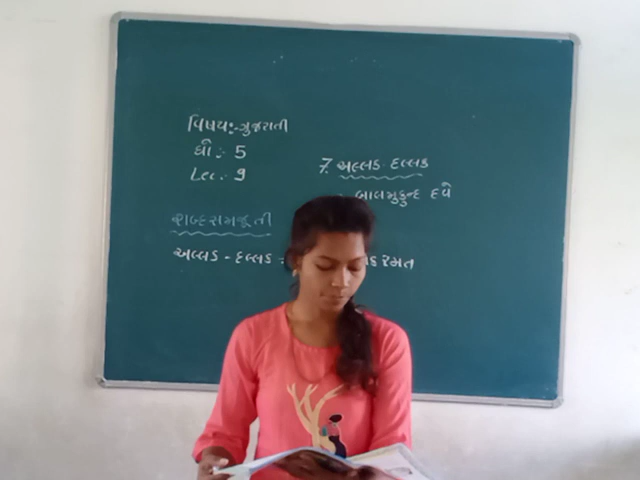 વિષય:- ગુજરાતી
ધો :- 5
Lec :- 9
7. અલ્લક - દલ્લક
- બાલમુકુન્દ દવે
શબ્દસમજૂતી
અલ્લક - દલ્લક : રમત